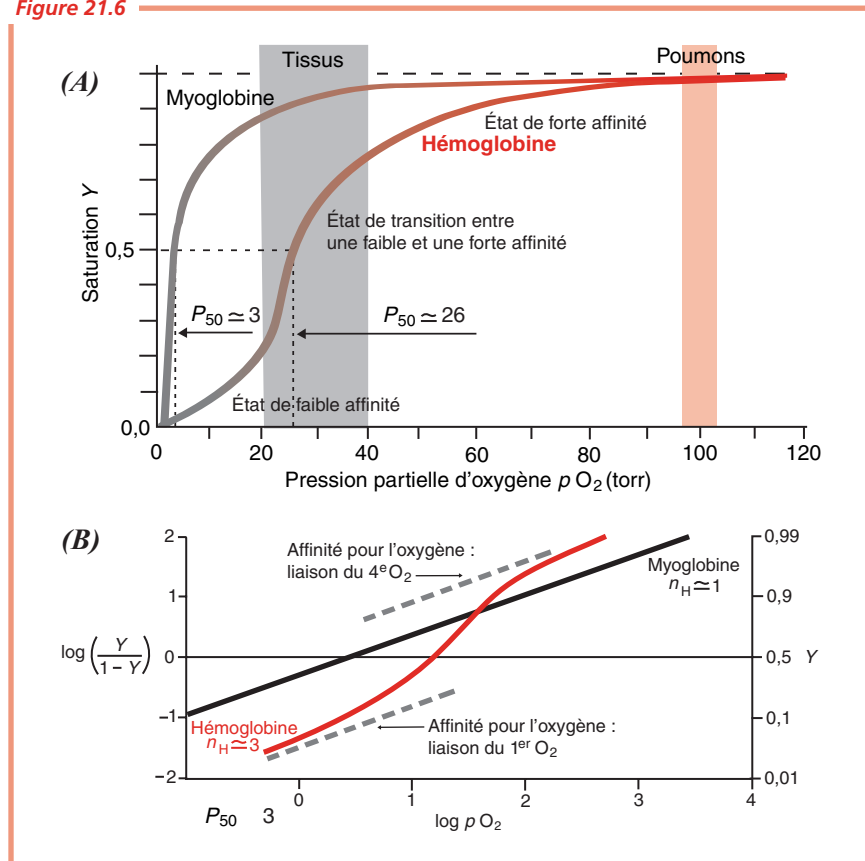 Figure 21.6
(A)
Tissus
Poumons
Myoglobine
État de forte affinité
Hémoglobine
État de transition entre
une faible et une forte affinité
Saturation Y
0,5
P50 ≃ 3
P50 ≃ 26
État de faible affinité
0,0
0 20 40 60 80 100 120
Pression partielle d'oxygène p O2 (torr)
(B)
2
1
0
−1
−2
log (Y / 1 − Y)
Affinité pour l'oxygène :
liaison du 4e O2
Myoglobine
nH ≃ 1
Hémoglobine
nH ≃ 3
Affinité pour l'oxygène :
liaison du 1er O2
0,99
0,9
0,5 Y
0,1
0,01
0 1 2 3 4
log p O2
P50 3